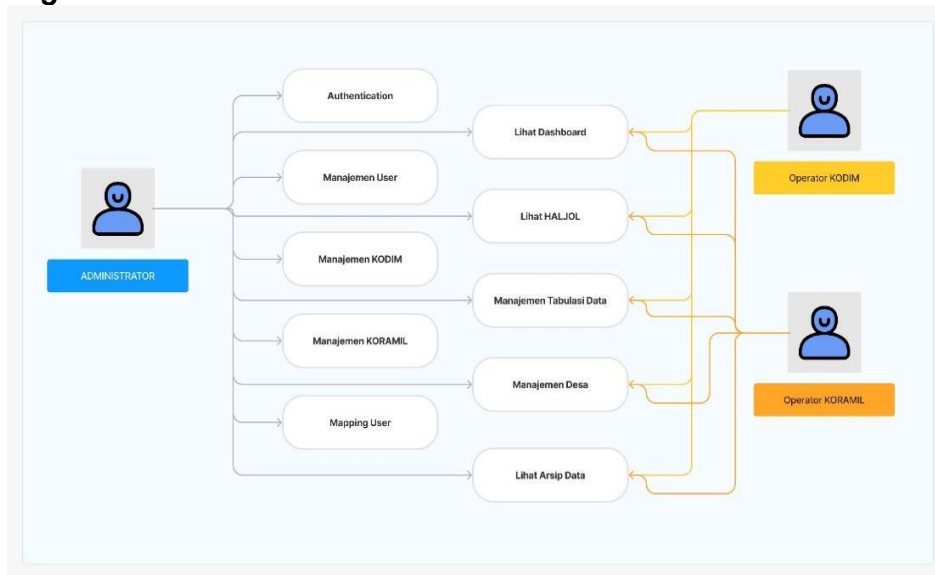 Authentication
Lihat Dashboard
Manajemen User
Operator KODIM
Lihat HALJOL
Manajemen KODIM
ADMINISTRATOR
Manajemen Tabulasi Data
Manajemen KORAMIL
Manajemen Desa
Operator KORAMIL
Mapping User
Lihat Arsip Data